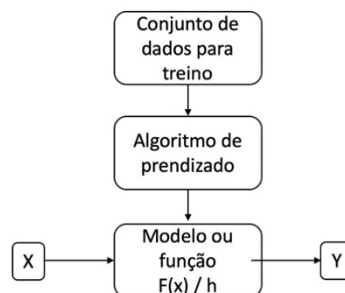 Conjunto de
dados para
treino
Algoritmo de
prendizado
X
Modelo ou
função
F(x) / h
Y